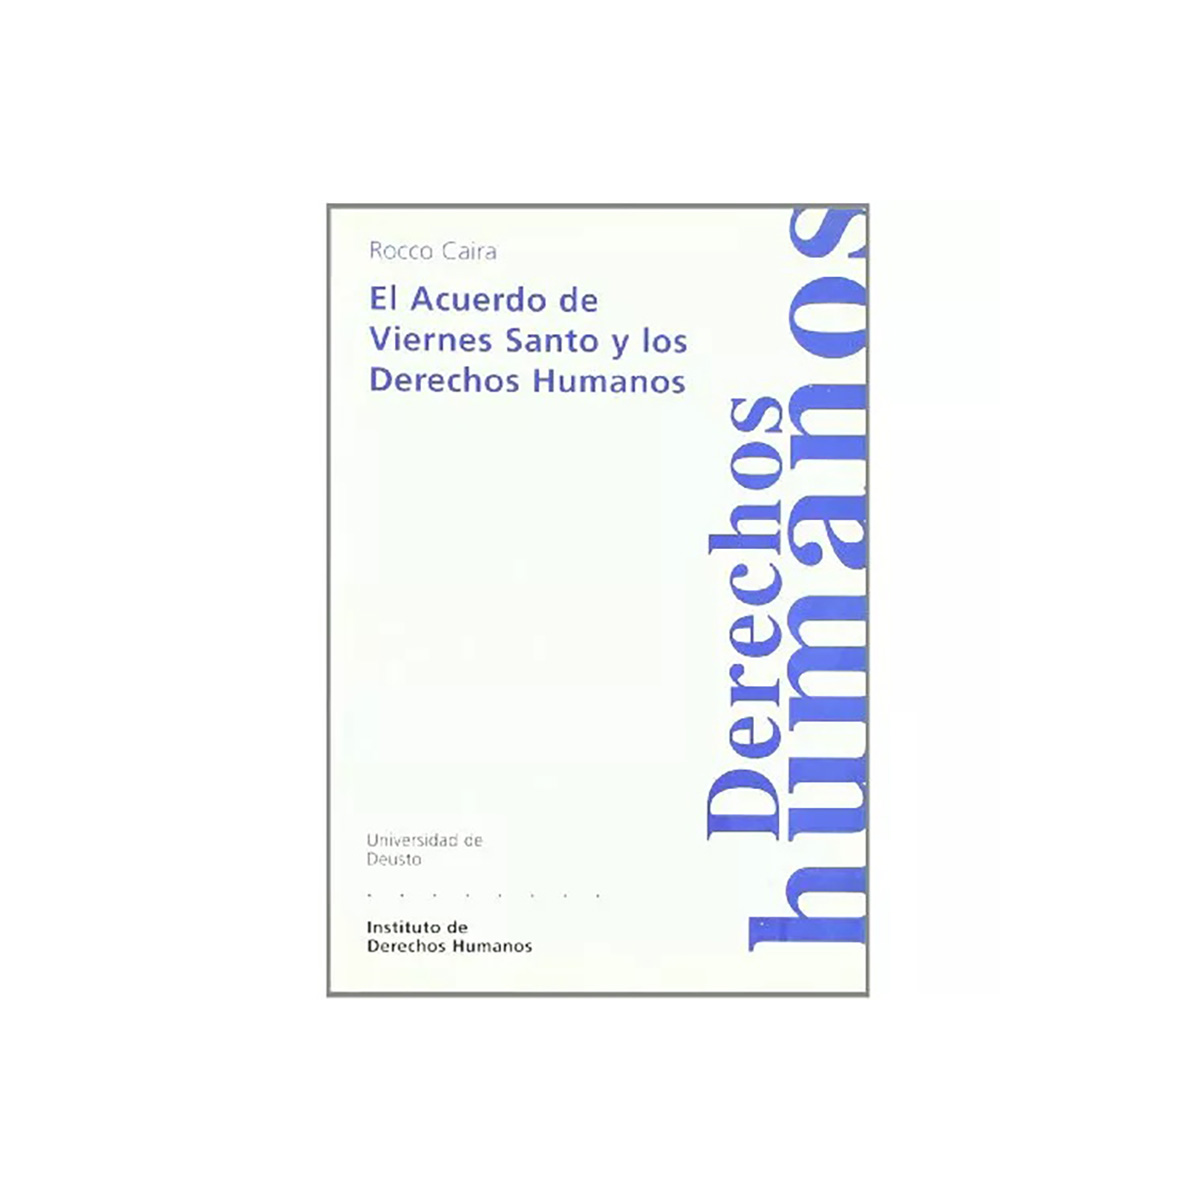 Rocco Caira
El Acuerdo de
Viernes Santo y los
Derechos Humanos
Derechos
humanos
Universidad de
Deusto
. . . . . . . .
Instituto de
Derechos Humanos